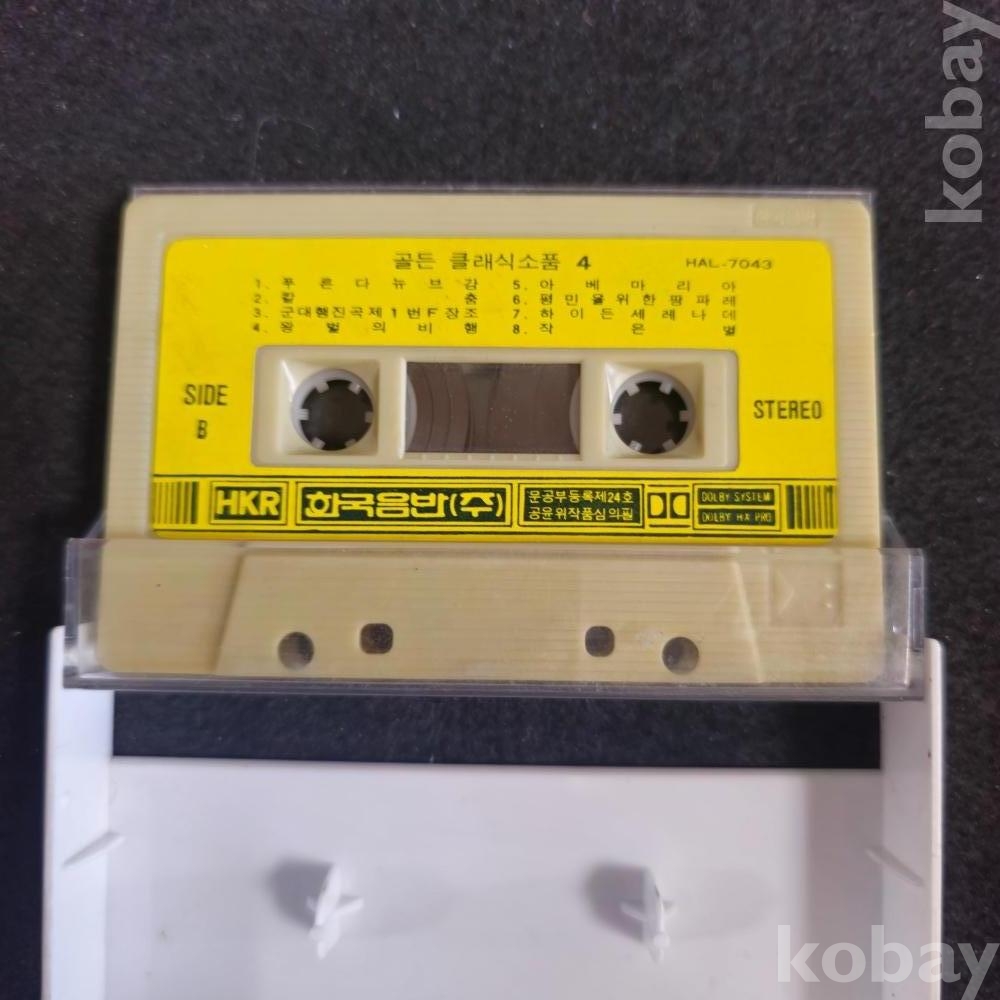 kobay
골든 클래식소품 4
HAL-7043
1. 푸른다뉴브강
2. 칼춤
3. 군대행진곡제1번F장조
4. 왕벌의비행
5. 아베마리아
6. 평민을위한팡파레
7. 하이든세레나데
8. 작은별
SIDE
B
STEREO
HKR
한국음반(주)
문공부등록제24호
공윤위작품심의필
DOLBY SYSTEM
DOLBY HX PRO
kobay